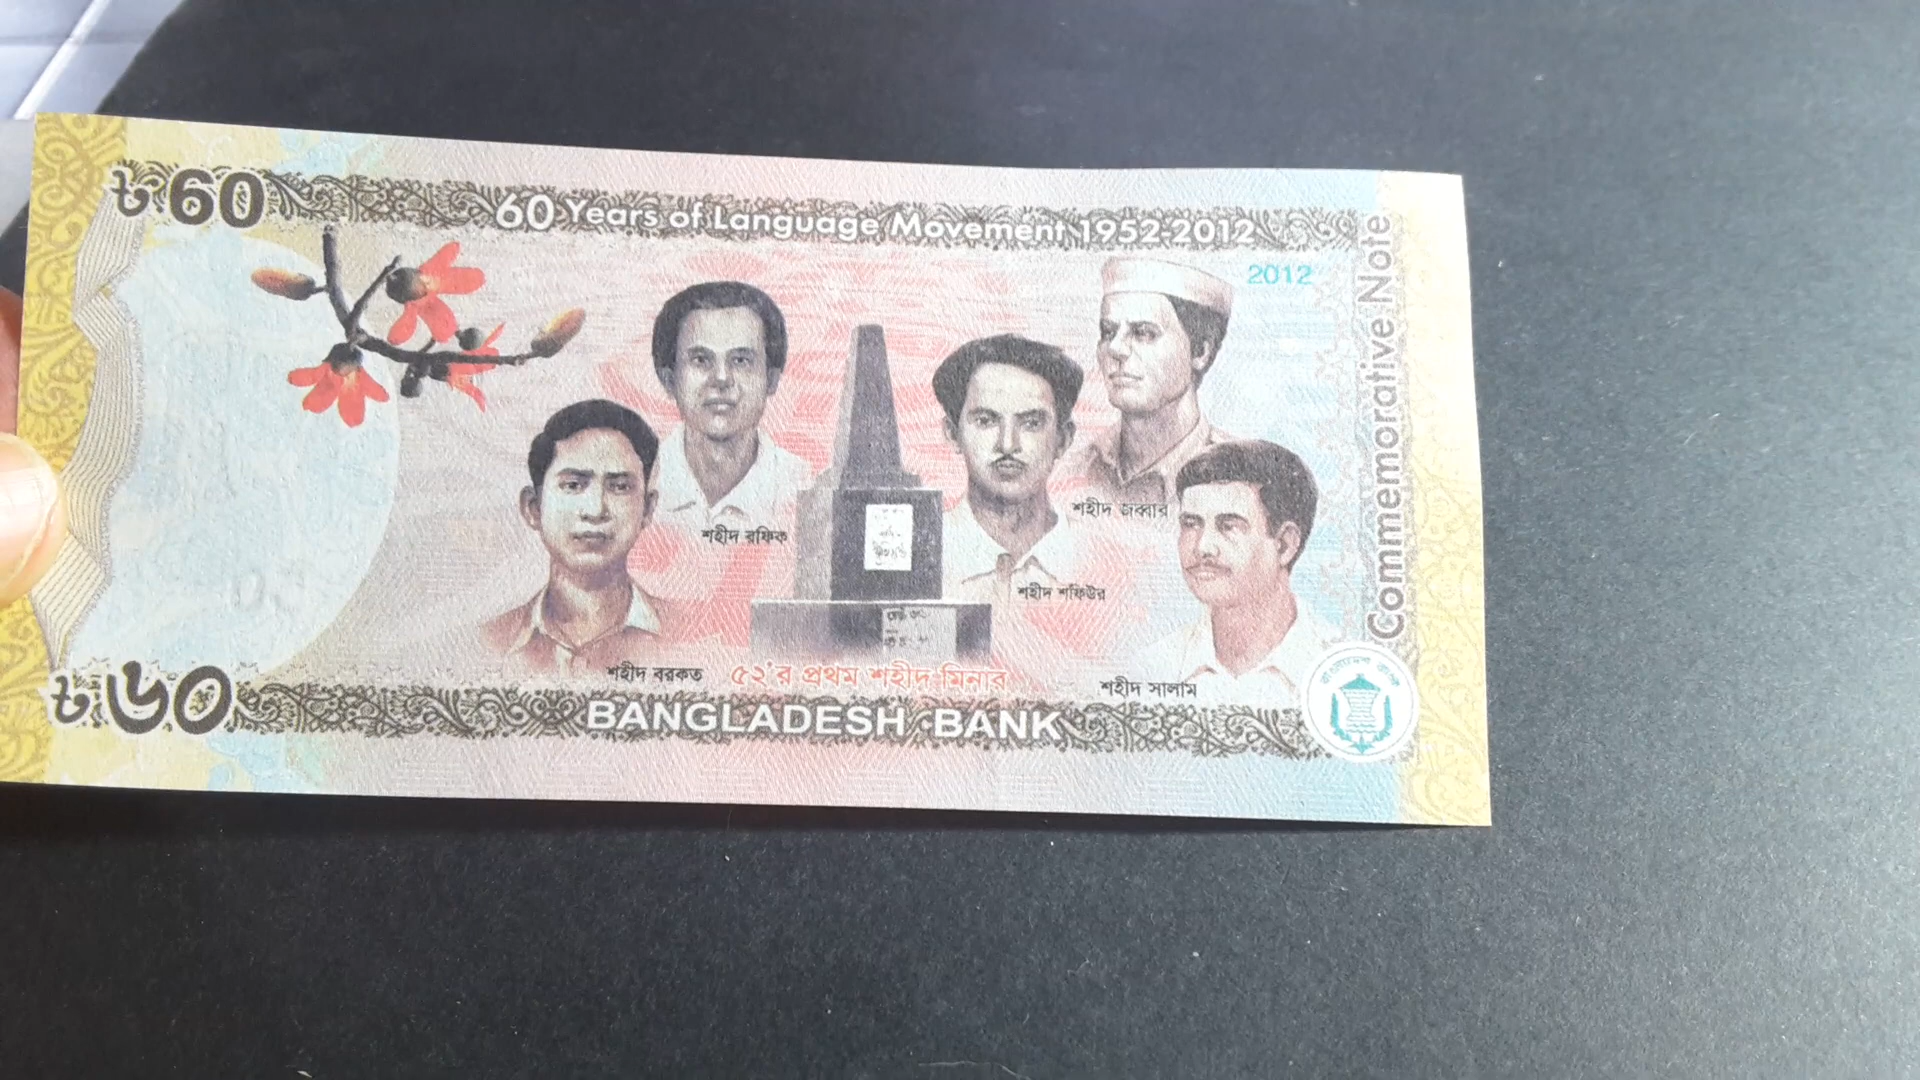 ৳60
60 Years of Language Movement 1952-2012
2012
Commemorative Note
শহীদ রফিক
শহীদ জব্বার
শহীদ শফিউর
শহীদ বরকত
৫২'র প্রথম শহীদ মিনার
শহীদ সালাম
৳৬০
BANGLADESH BANK
বাংলাদেশ ব্যাংক